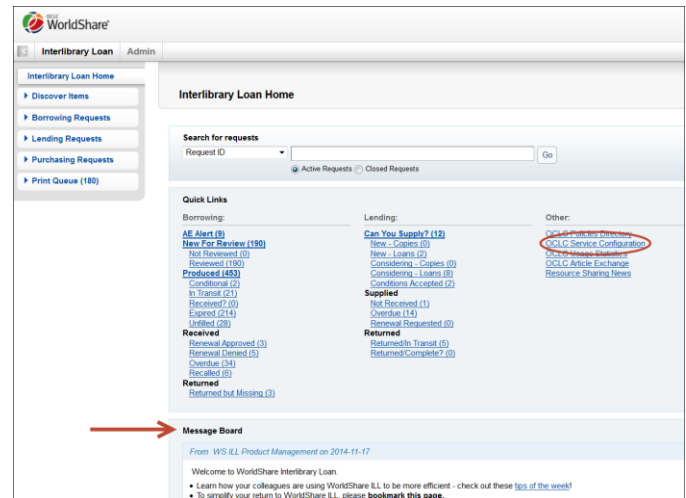 OCLC
WorldShare®
Interlibrary Loan Admin
Interlibrary Loan Home
Discover Items
Borrowing Requests
Lending Requests
Purchasing Requests
Print Queue (180)
Interlibrary Loan Home
Search for requests
Request ID
Go
Active Requests Closed Requests
Quick Links
Borrowing:
AE Alert (9)
New For Review (190)
Not Reviewed (0)
Reviewed (190)
Produced (453)
Conditional (2)
In Transit (21)
Received? (0)
Expired (214)
Unfilled (28)
Received
Renewal Approved (3)
Renewal Denied (5)
Overdue (34)
Recalled (6)
Returned
Returned but Missing (3)
Lending:
Can You Supply? (12)
New - Copies (0)
New - Loans (2)
Considering - Copies (0)
Considering - Loans (8)
Conditions Accepted (2)
Supplied
Not Received (1)
Overdue (14)
Renewal Requested (0)
Returned
Returned/In Transit (5)
Returned/Complete? (0)
Other:
OCLC Policies Directory
OCLC Service Configuration
OCLC Usage Statistics
OCLC Article Exchange
Resource Sharing News
Message Board
From WS ILL Product Management on 2014-11-17
Welcome to WorldShare Interlibrary Loan.
• Learn how your colleagues are using WorldShare ILL to be more efficient - check out these tips of the week!
• To simplify your return to WorldShare ILL, please bookmark this page.